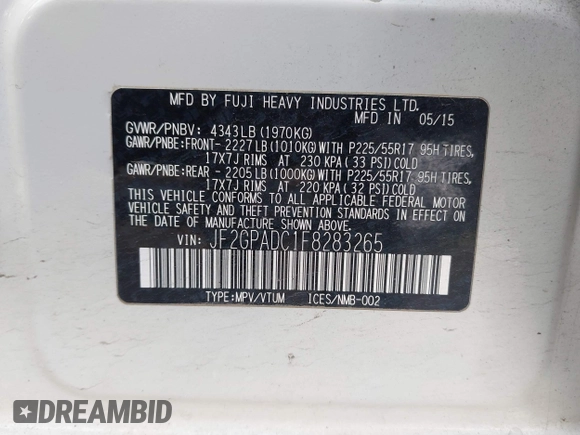 MFD BY FUJI HEAVY INDUSTRIES LTD.
MFD IN 05/15
GVWR/PNBV: 4343LB(1970KG)
GAWR/PNBE:FRONT- 2227LB(1010KG)WITH P225/55R17 95H TIRES,
17X7J RIMS AT 230 KPA(33 PSI)COLD
GAWR/PNBE:REAR - 2205LB(1000KG)WITH P225/55R17 95H TIRES,
17X7J RIMS AT 220 KPA(32 PSI)COLD
THIS VEHICLE CONFORMS TO ALL APPLICABLE FEDERAL MOTOR
VEHICLE SAFETY AND THEFT PREVENTION STANDARDS IN EFFECT
ON THE DATE OF MANUFACTURE SHOWN ABOVE.
VIN: JF2GPADC1F8283265
TYPE:MPV/VTUM ICES/NMB-002
DREAMBID